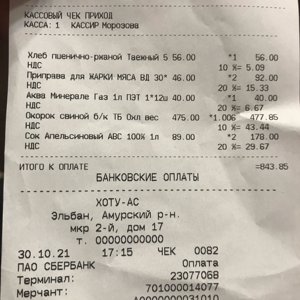 КАССОВЫЙ ЧЕК ПРИХОД
КАССА: 1 КАССИР Морозова
Хлеб пшенично-ржаной Таежный 5 56.00 *1 56.00
НДС 10 %= 5.09
Приправа для ЖАРКИ МЯСА ВД 30* 46.00 *2 92.00
НДС 20 %= 15.33
Аква Минерале Газ 1л ПЭТ 1*12ш 40.00 *1 40.00
НДС 20 %= 6.67
Окорок свиной б/к ТБ Охл вес 475.00 *1.006 477.85
НДС 10 %= 43.44
Сок Апельсиновый АВС 100% 1л 89.00 *2 178.00
НДС 20 %= 29.67
ИТОГО К ОПЛАТЕ =843.85
БАНКОВСКИЕ ОПЛАТЫ
ХОТУ-АС
Эльбан, Амурский р-н.
мкр 2-й, дом 17
т. 00000000000
30.10.21 17:15 ЧЕК 0082
ПАО СБЕРБАНК Оплата
Терминал: 23077068
Мерчант: 701000014077
A0000000031010